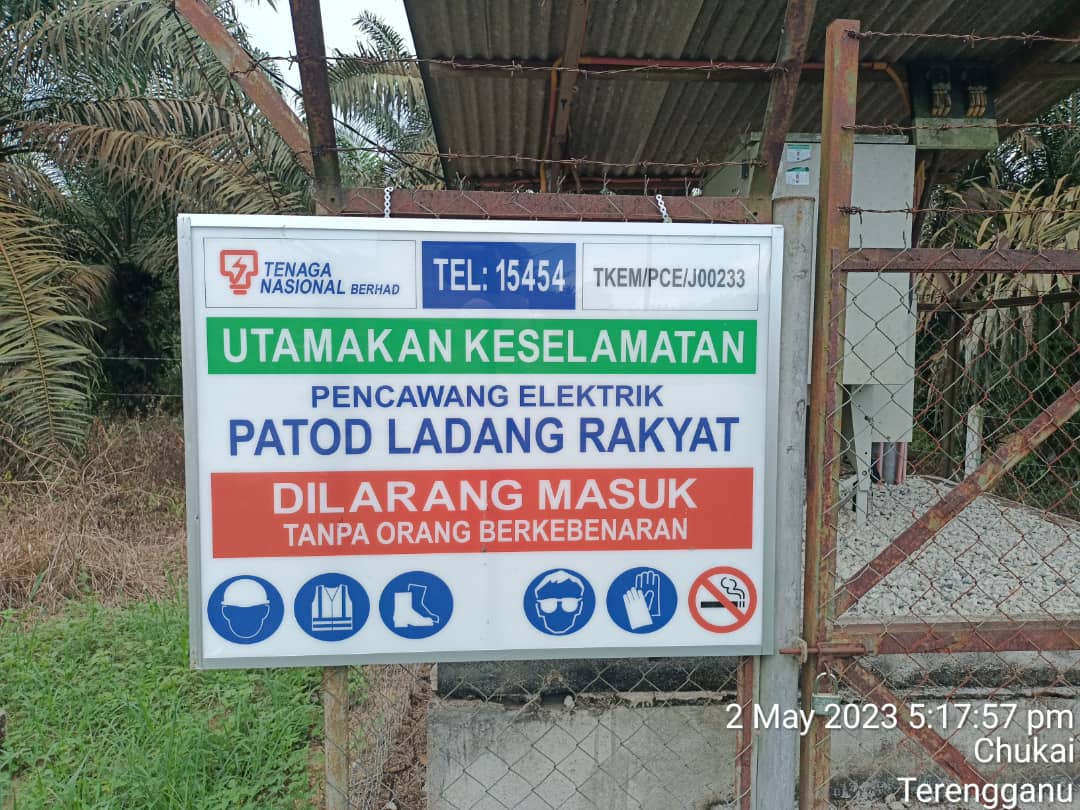 TENAGA
NASIONAL BERHAD
TEL: 15454
TKEM/PCE/J00233
UTAMAKAN KESELAMATAN
PENCAWANG ELEKTRIK
PATOD LADANG RAKYAT
DILARANG MASUK
TANPA ORANG BERKEBENARAN
2 May 2023 5:17:57 pm
Chukai
Terengganu